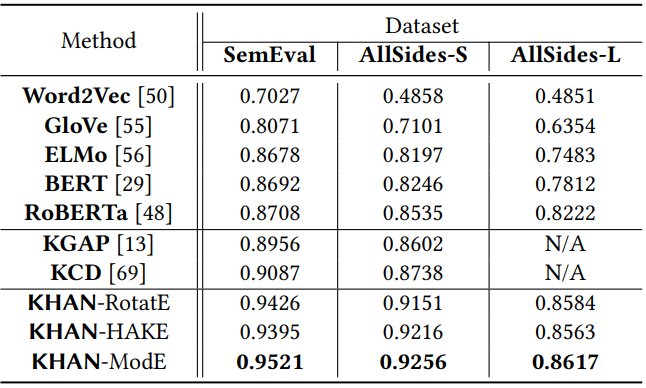 Method Dataset
SemEval AllSides-S AllSides-L
Word2Vec [50] 0.7027 0.4858 0.4851
GloVe [55] 0.8071 0.7101 0.6354
ELMo [56] 0.8678 0.8197 0.7483
BERT [29] 0.8692 0.8246 0.7812
RoBERTa [48] 0.8708 0.8535 0.8222
KGAP [13] 0.8956 0.8602 N/A
KCD [69] 0.9087 0.8738 N/A
KHAN-RotatE 0.9426 0.9151 0.8584
KHAN-HAKE 0.9395 0.9216 0.8563
KHAN-ModE 0.9521 0.9256 0.8617